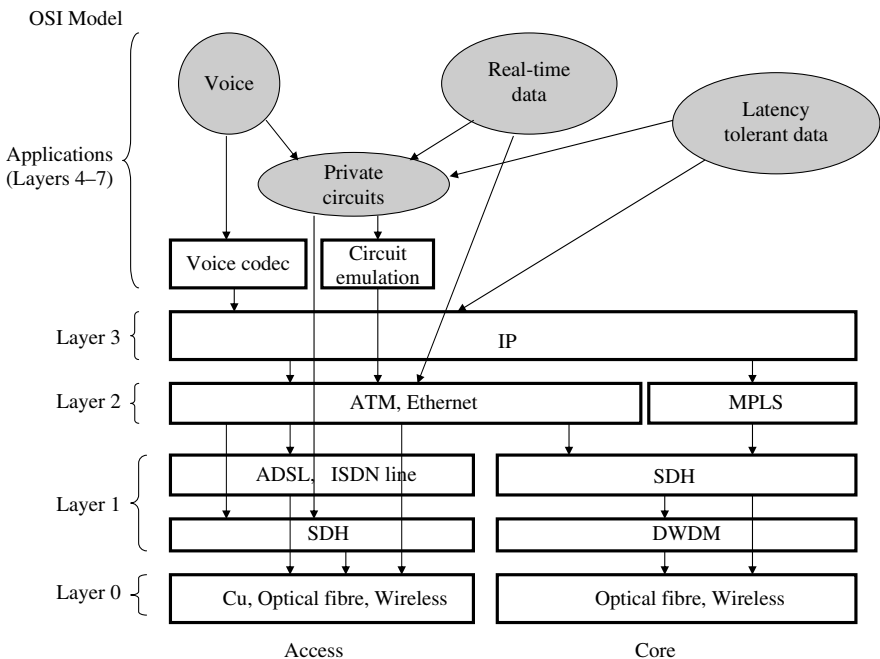 OSI Model
Voice
Real-time
data
Latency
tolerant data
Applications
(Layers 4–7)
Private
circuits
Voice codec
Circuit
emulation
Layer 3
IP
Layer 2
ATM, Ethernet
MPLS
Layer 1
ADSL, ISDN line
SDH
SDH
DWDM
Layer 0
Cu, Optical fibre, Wireless
Optical fibre, Wireless
Access
Core